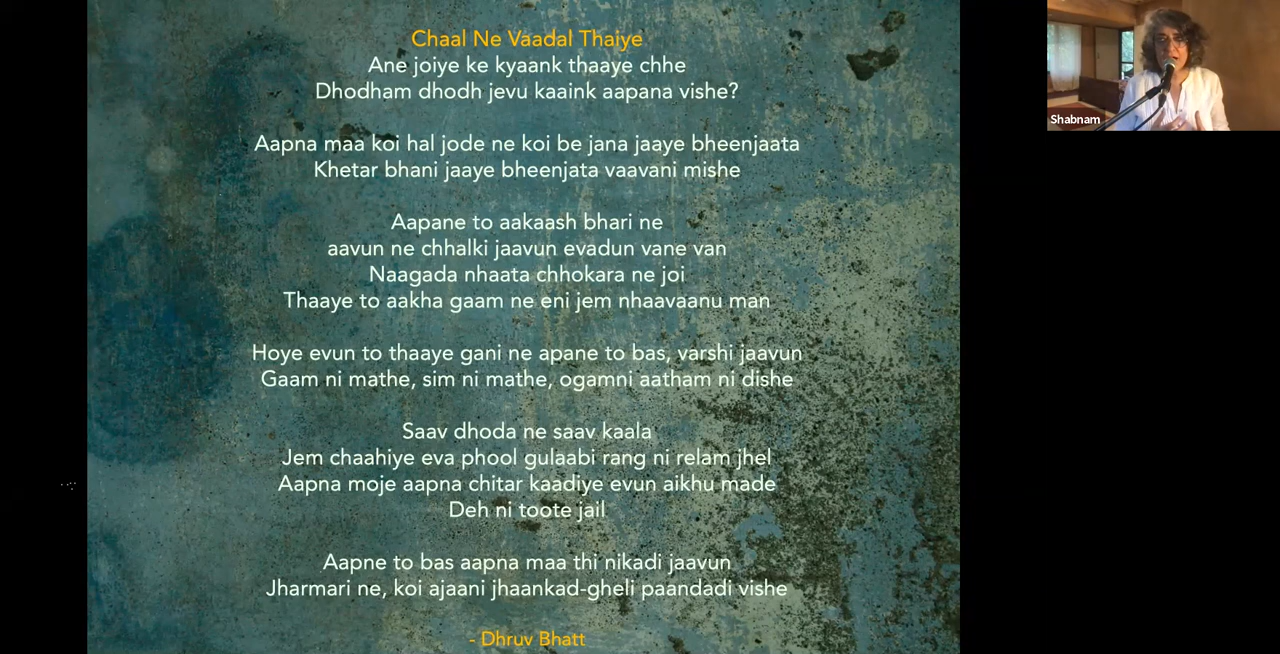 Chaal Ne Vaadal Thaiye
Ane joiye ke kyaank thaaye chhe
Dhodham dhodh jevu kaaink aapana vishe?
Aapna maa koi hal jode ne koi be jana jaaye bheenjaata
Khetar bhani jaaye bheenjata vaavani mishe
Aapane to aakaash bhari ne
aavun ne chhalki jaavun evadun vane van
Naagada nhaata chhokara ne joi
Thaaye to aakha gaam ne eni jem nhaavaanu man
Hoye evun to thaaye gani ne apane to bas, varshi jaavun
Gaam ni mathe, sim ni mathe, ogamni aatham ni dishe
Saav dhoda ne saav kaala
Jem chaahiye eva phool gulaabi rang ni relam jhel
Aapna moje aapna chitar kaadiye evun aikhu made
Deh ni toote jail
Aapne to bas aapna maa thi nikadi jaavun
Jharmari ne, koi ajaani jhaankad-gheli paandadi vishe
- Dhruv Bhatt
Shabnam